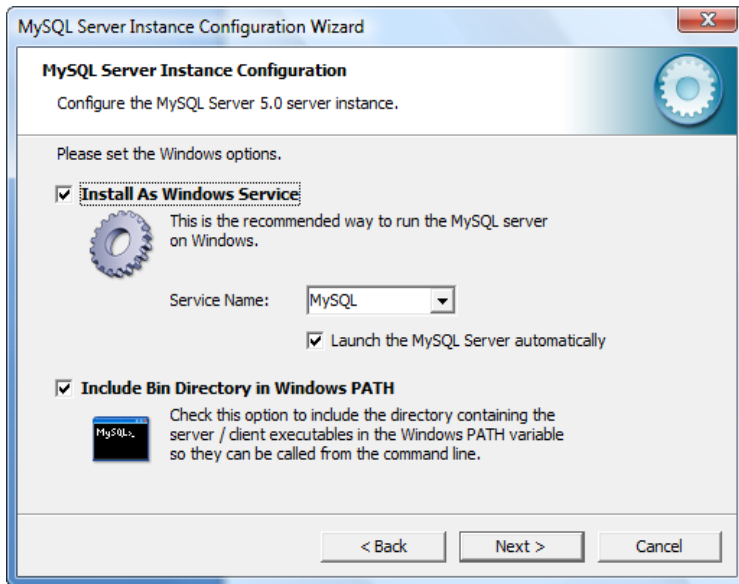 MySQL Server Instance Configuration Wizard
MySQL Server Instance Configuration
Configure the MySQL Server 5.0 server instance.
Please set the Windows options.
Install As Windows Service
This is the recommended way to run the MySQL server
on Windows.
Service Name:
MySQL
Launch the MySQL Server automatically
Include Bin Directory in Windows PATH
MySQL>_
Check this option to include the directory containing the
server / client executables in the Windows PATH variable
so they can be called from the command line.
< Back
Next >
Cancel